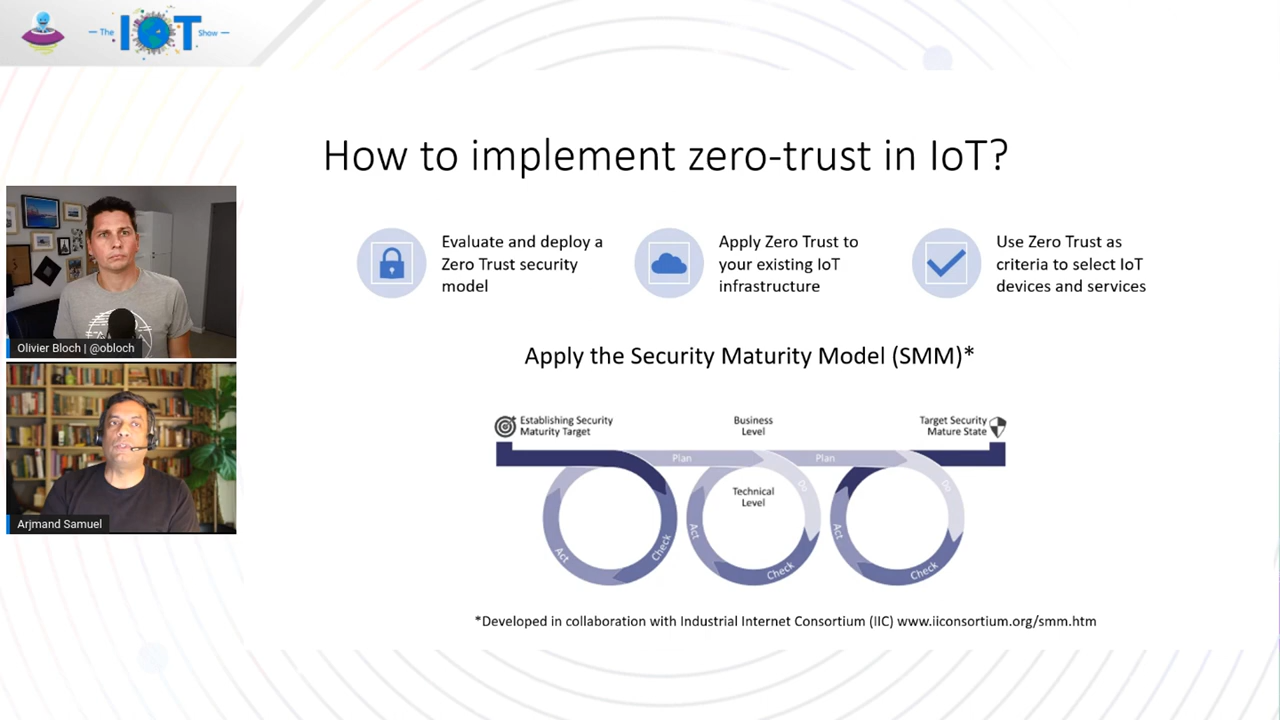 The IOT Show
How to implement zero-trust in IoT?
Evaluate and deploy a
Zero Trust security
model
Apply Zero Trust to
your existing IoT
infrastructure
Use Zero Trust as
criteria to select IoT
devices and services
Olivier Bloch | @obloch
Arjmand Samuel
Apply the Security Maturity Model (SMM)*
Establishing Security
Maturity Target
Business
Level
Target Security
Mature State
Plan
Plan
Technical
Level
Do
Do
Act
Check
Act
Check
Act
Check
*Developed in collaboration with Industrial Internet Consortium (IIC) www.iiconsortium.org/smm.htm